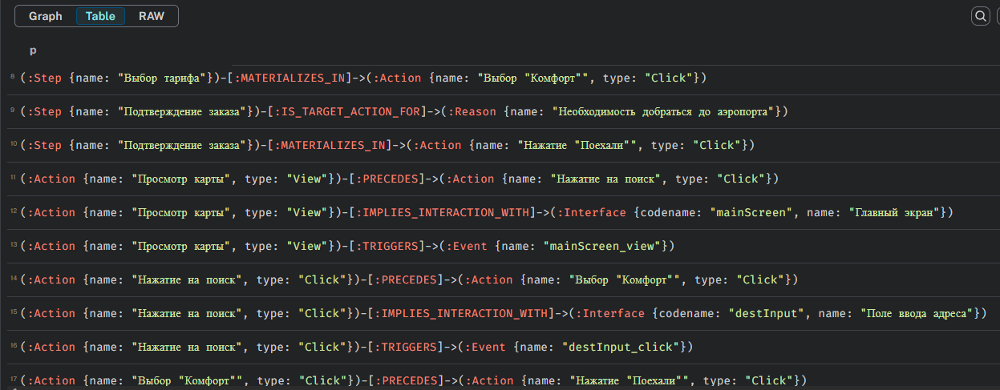 Graph Table RAW
p
8 (:Step {name: "Выбор тарифа"})-[:MATERIALIZES_IN]->(:Action {name: "Выбор "Комфорт"", type: "Click"})
9 (:Step {name: "Подтверждение заказа"})-[:IS_TARGET_ACTION_FOR]->(:Reason {name: "Необходимость добраться до аэропорта"})
10 (:Step {name: "Подтверждение заказа"})-[:MATERIALIZES_IN]->(:Action {name: "Нажатие "Поехали"", type: "Click"})
11 (:Action {name: "Просмотр карты", type: "View"})-[:PRECEDES]->(:Action {name: "Нажатие на поиск", type: "Click"})
12 (:Action {name: "Просмотр карты", type: "View"})-[:IMPLIES_INTERACTION_WITH]->(:Interface {codename: "mainScreen", name: "Главный экран"})
13 (:Action {name: "Просмотр карты", type: "View"})-[:TRIGGERS]->(:Event {name: "mainScreen_view"})
14 (:Action {name: "Нажатие на поиск", type: "Click"})-[:PRECEDES]->(:Action {name: "Выбор "Комфорт"", type: "Click"})
15 (:Action {name: "Нажатие на поиск", type: "Click"})-[:IMPLIES_INTERACTION_WITH]->(:Interface {codename: "destInput", name: "Поле ввода адреса"})
16 (:Action {name: "Нажатие на поиск", type: "Click"})-[:TRIGGERS]->(:Event {name: "destInput_click"})
17 (:Action {name: "Выбор "Комфорт"", type: "Click"})-[:PRECEDES]->(:Action {name: "Нажатие "Поехали"", type: "Click"})